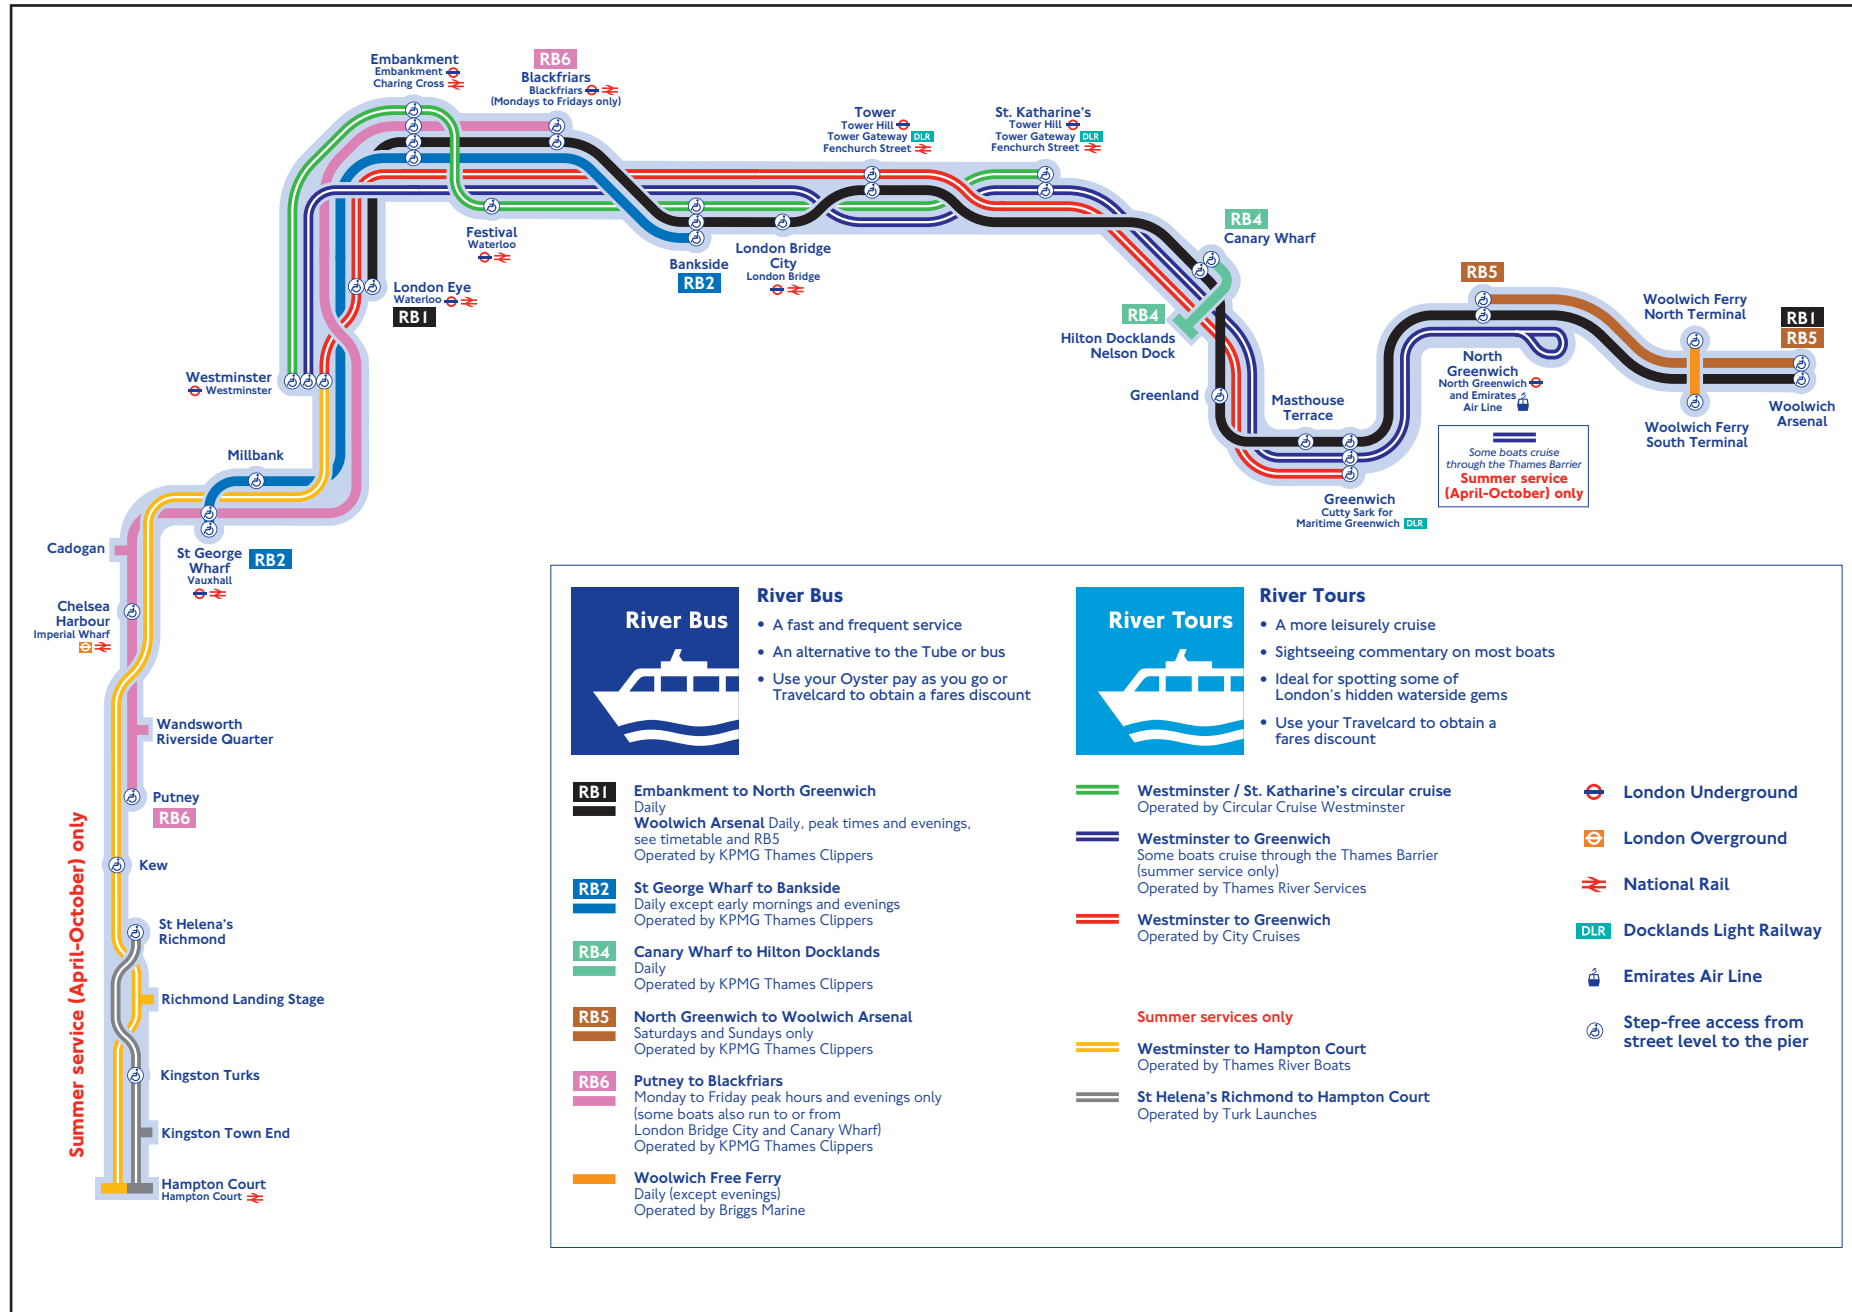 Embankment
Embankment
Charing Cross
RB6
Blackfriars
Blackfriars
(Mondays to Fridays only)
Tower
Tower Hill
Tower Gateway DLR
Fenchurch Street
St. Katharine's
Tower Hill
Tower Gateway DLR
Fenchurch Street
Festival
Waterloo
Bankside
RB2
London Bridge
City
London Bridge
RB4
Canary Wharf
RB4
Hilton Docklands
Nelson Dock
London Eye
Waterloo
RB1
Westminster
Westminster
Greenland
Masthouse
Terrace
Greenwich
Cutty Sark for
Maritime Greenwich DLR
RB5
North
Greenwich
North Greenwich
and Emirates
Air Line
Some boats cruise
through the Thames Barrier
Summer service
(April-October) only
Woolwich Ferry
North Terminal
Woolwich Ferry
South Terminal
RB1
RB5
Woolwich
Arsenal
Millbank
St George
Wharf
Vauxhall
RB2
Cadogan
Chelsea
Harbour
Imperial Wharf
Wandsworth
Riverside Quarter
Putney
RB6
Summer service (April-October) only
Kew
St Helena's
Richmond
Richmond Landing Stage
Kingston Turks
Kingston Town End
Hampton Court
Hampton Court
River Bus
River Bus
• A fast and frequent service
• An alternative to the Tube or bus
• Use your Oyster pay as you go or
Travelcard to obtain a fares discount
RB1 Embankment to North Greenwich
Daily
Woolwich Arsenal Daily, peak times and evenings,
see timetable and RB5
Operated by KPMG Thames Clippers
RB2 St George Wharf to Bankside
Daily except early mornings and evenings
Operated by KPMG Thames Clippers
RB4 Canary Wharf to Hilton Docklands
Daily
Operated by KPMG Thames Clippers
RB5 North Greenwich to Woolwich Arsenal
Saturdays and Sundays only
Operated by KPMG Thames Clippers
RB6 Putney to Blackfriars
Monday to Friday peak hours and evenings only
(some boats also run to or from
London Bridge City and Canary Wharf)
Operated by KPMG Thames Clippers
Woolwich Free Ferry
Daily (except evenings)
Operated by Briggs Marine
River Tours
River Tours
• A more leisurely cruise
• Sightseeing commentary on most boats
• Ideal for spotting some of
London's hidden waterside gems
• Use your Travelcard to obtain a
fares discount
Westminster / St. Katharine's circular cruise
Operated by Circular Cruise Westminster
Westminster to Greenwich
Some boats cruise through the Thames Barrier
(summer service only)
Operated by Thames River Services
Westminster to Greenwich
Operated by City Cruises
Summer services only
Westminster to Hampton Court
Operated by Thames River Boats
St Helena's Richmond to Hampton Court
Operated by Turk Launches
London Underground
London Overground
National Rail
DLR Docklands Light Railway
Emirates Air Line
Step-free access from
street level to the pier